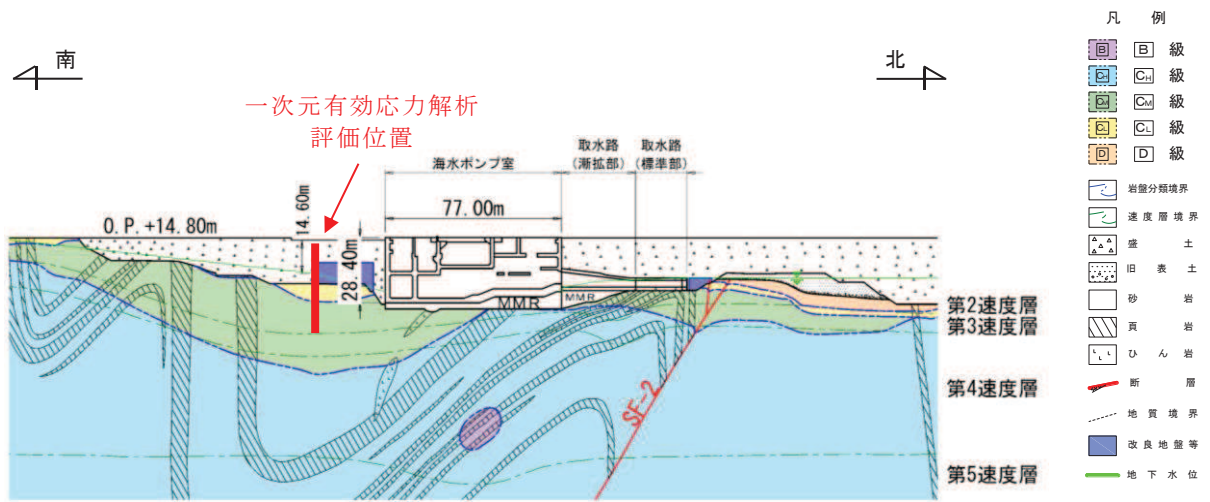 南
北
一次元有効応力解析
評価位置
海水ポンプ室
取水路
(漸拡部)
取水路
(標準部)
77.00m
14.60m
O.P.+14.80m
28.40m
MMR
MMR
SF-2
第2速度層
第3速度層
第4速度層
第5速度層
凡 例
B B 級
CH CH 級
CM CM 級
CL CL 級
D D 級
岩盤分類境界
速度層境界
盛 土
旧 表 土
砂 岩
頁 岩
ひ ん 岩
断 層
地 質 境 界
改 良 地 盤 等
地 下 水 位